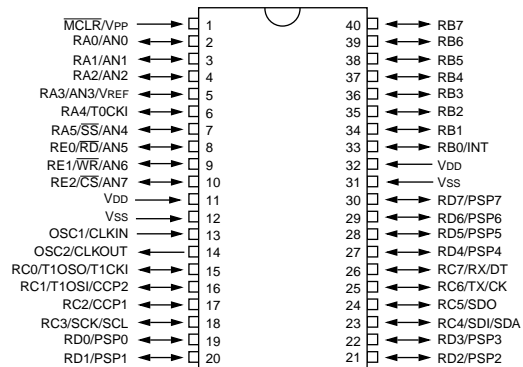 MCLR/VPP 1 40 RB7
RA0/AN0 2 39 RB6
RA1/AN1 3 38 RB5
RA2/AN2 4 37 RB4
RA3/AN3/VREF 5 36 RB3
RA4/T0CKI 6 35 RB2
RA5/SS/AN4 7 34 RB1
RE0/RD/AN5 8 33 RB0/INT
RE1/WR/AN6 9 32 VDD
RE2/CS/AN7 10 31 VSS
VDD 11 30 RD7/PSP7
VSS 12 29 RD6/PSP6
OSC1/CLKIN 13 28 RD5/PSP5
OSC2/CLKOUT 14 27 RD4/PSP4
RC0/T1OSO/T1CKI 15 26 RC7/RX/DT
RC1/T1OSI/CCP2 16 25 RC6/TX/CK
RC2/CCP1 17 24 RC5/SDO
RC3/SCK/SCL 18 23 RC4/SDI/SDA
RD0/PSP0 19 22 RD3/PSP3
RD1/PSP1 20 21 RD2/PSP2